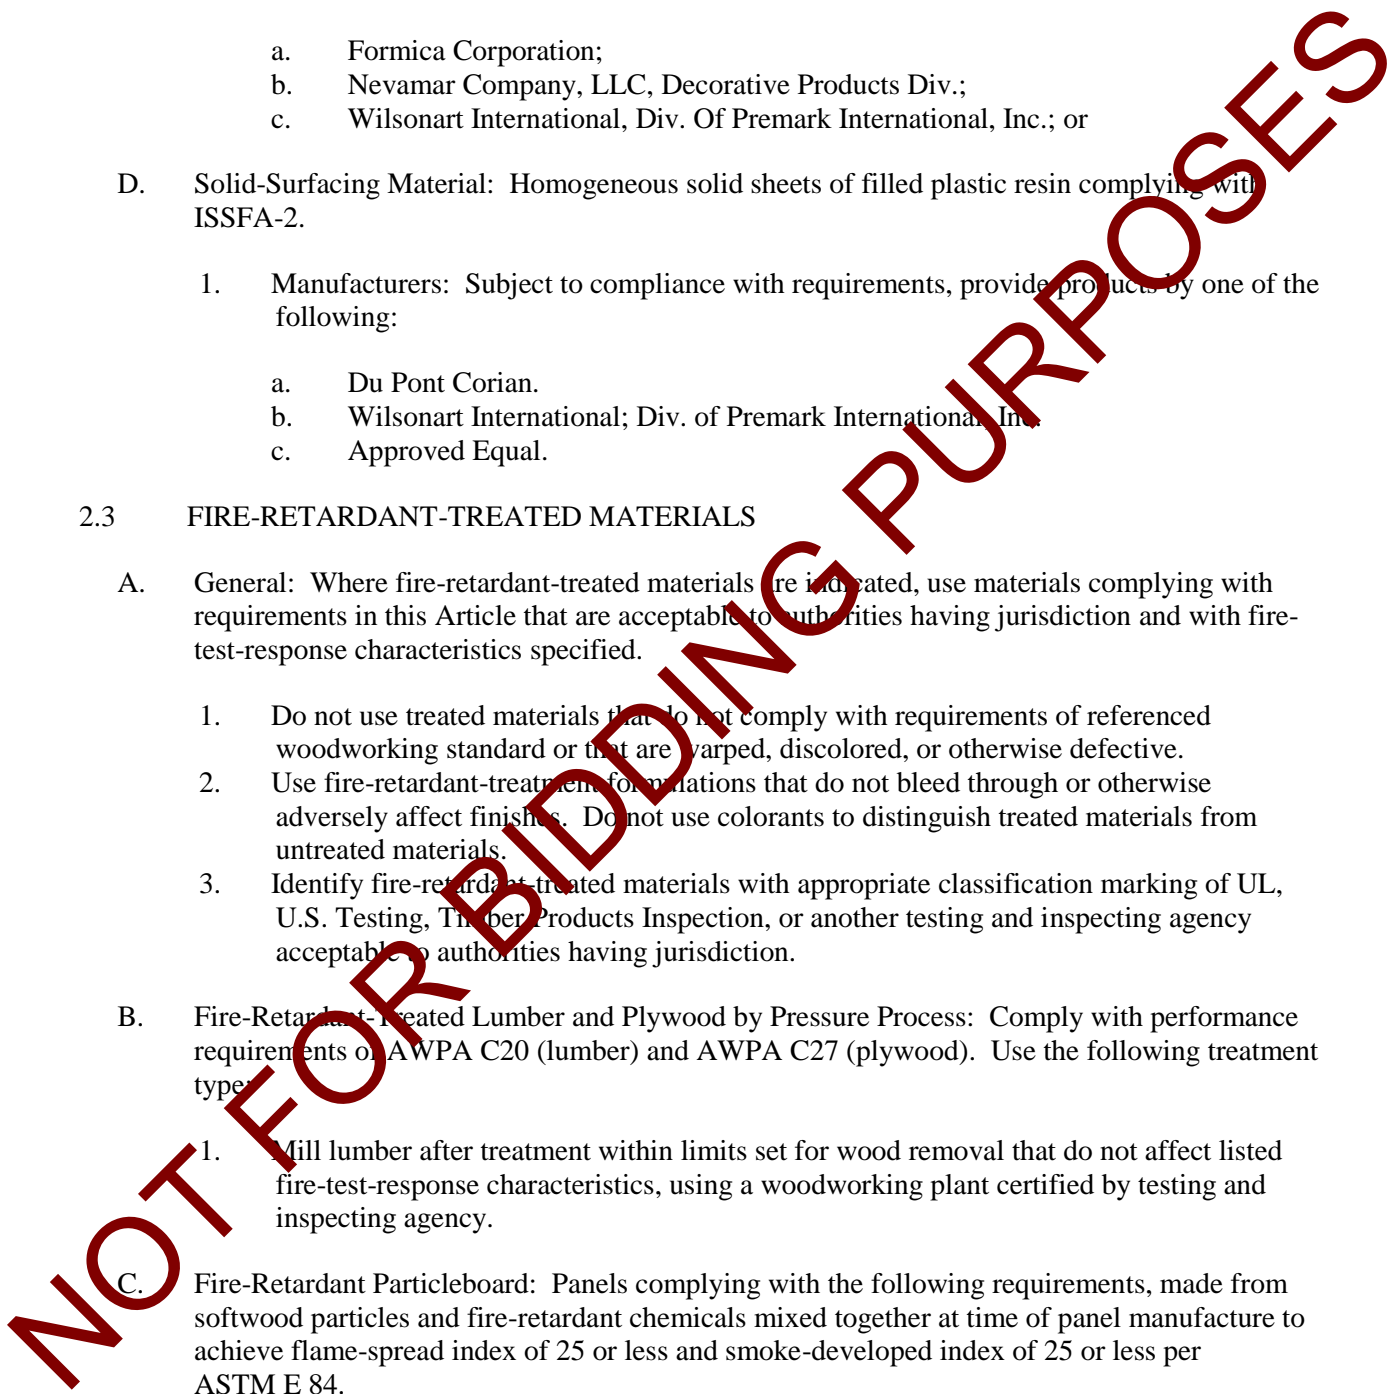 a. Formica Corporation;
b. Nevamar Company, LLC, Decorative Products Div.;
c. Wilsonart International, Div. Of Premark International, Inc.; or
D. Solid-Surfacing Material: Homogeneous solid sheets of filled plastic resin complying with
ISSFA-2.
1. Manufacturers: Subject to compliance with requirements, provide products by one of the
following:
a. Du Pont Corian.
b. Wilsonart International; Div. of Premark International, Inc.
c. Approved Equal.
2.3 FIRE-RETARDANT-TREATED MATERIALS
A. General: Where fire-retardant-treated materials are indicated, use materials complying with
requirements in this Article that are acceptable to authorities having jurisdiction and with fire-
test-response characteristics specified.
1. Do not use treated materials that do not comply with requirements of referenced
woodworking standard or that are warped, discolored, or otherwise defective.
2. Use fire-retardant-treatment formulations that do not bleed through or otherwise
adversely affect finishes. Do not use colorants to distinguish treated materials from
untreated materials.
3. Identify fire-retardant-treated materials with appropriate classification marking of UL,
U.S. Testing, Timber Products Inspection, or another testing and inspecting agency
acceptable to authorities having jurisdiction.
B. Fire-Retardant-Treated Lumber and Plywood by Pressure Process: Comply with performance
requirements of AWPA C20 (lumber) and AWPA C27 (plywood). Use the following treatment
type:
1. Mill lumber after treatment within limits set for wood removal that do not affect listed
fire-test-response characteristics, using a woodworking plant certified by testing and
inspecting agency.
C. Fire-Retardant Particleboard: Panels complying with the following requirements, made from
softwood particles and fire-retardant chemicals mixed together at time of panel manufacture to
achieve flame-spread index of 25 or less and smoke-developed index of 25 or less per
ASTM E 84.
NOT FOR BIDDING PURPOSES